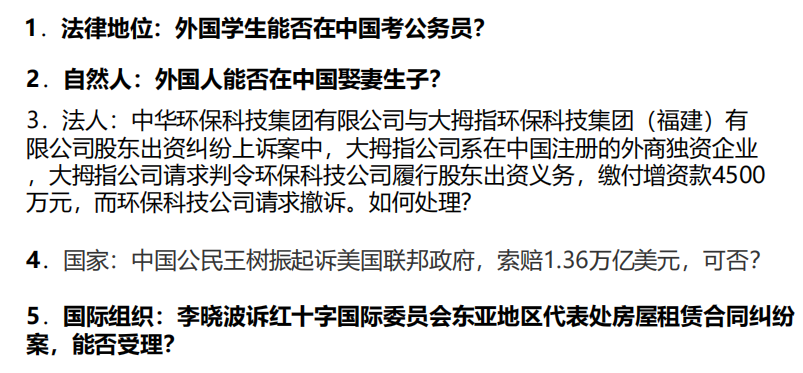 1．法律地位：外国学生能否在中国考公务员？
2．自然人：外国人能否在中国娶妻生子？
3．法人：中华环保科技集团有限公司与大拇指环保科技集团（福建）有
限公司股东出资纠纷上诉案中，大拇指公司系在中国注册的外商独资企业
，大拇指公司请求判令环保科技公司履行股东出资义务，缴付增资款4500
万元，而环保科技公司请求撤诉。如何处理？
4．国家：中国公民王树振起诉美国联邦政府，索赔1.36万亿美元，可否？
5．国际组织：李晓波诉红十字国际委员会东亚地区代表处房屋租赁合同纠纷
案，能否受理？